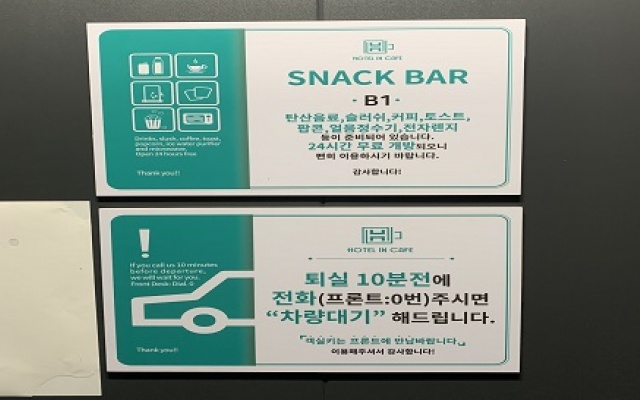 HOTEL IN CAFE
SNACK BAR
· B1 ·
탄산음료,슬러쉬,커피,토스트,
팝콘,얼음정수기,전자렌지
등이 준비되어 있습니다.
24시간 무료 개방되오니
편히 이용하시기 바랍니다.
감사합니다!
Drinks, slush, coffee, toast,
popcorn, ice water purifier
and microwave,
Open 24 hours free
Thank you!!
!
If you call us 10 minutes
before departure,
we will wait for you.
Front Desk: Dial. 0
Thank you!!
HOTEL IN CAFE
퇴실 10분전에
전화(프론트:0번)주시면
“차량대기” 해드립니다.
「객실키는 프론트에 반납바랍니다」
이용해주셔서 감사합니다!